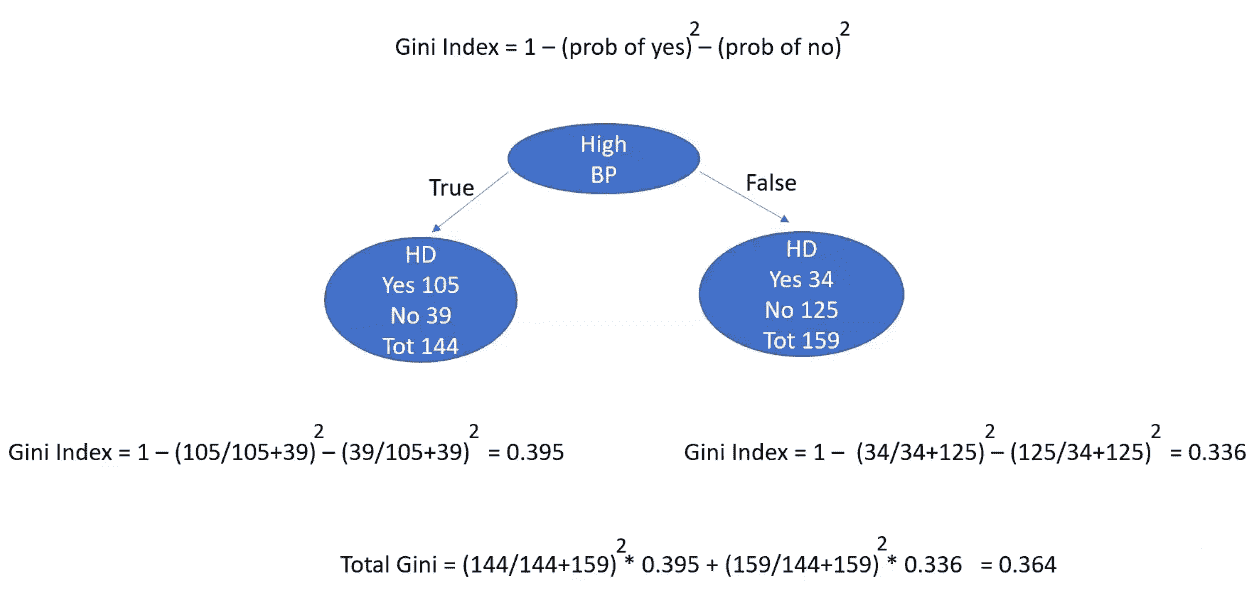 Gini Index = 1 – (prob of yes)² – (prob of no)²
High
BP
True
False
HD
Yes 105
No 39
Tot 144
HD
Yes 34
No 125
Tot 159
Gini Index = 1 – (105/105+39)² – (39/105+39)² = 0.395
Gini Index = 1 – (34/34+125)² – (125/34+125)² = 0.336
Total Gini = (144/144+159)²* 0.395 + (159/144+159)²* 0.336 = 0.364